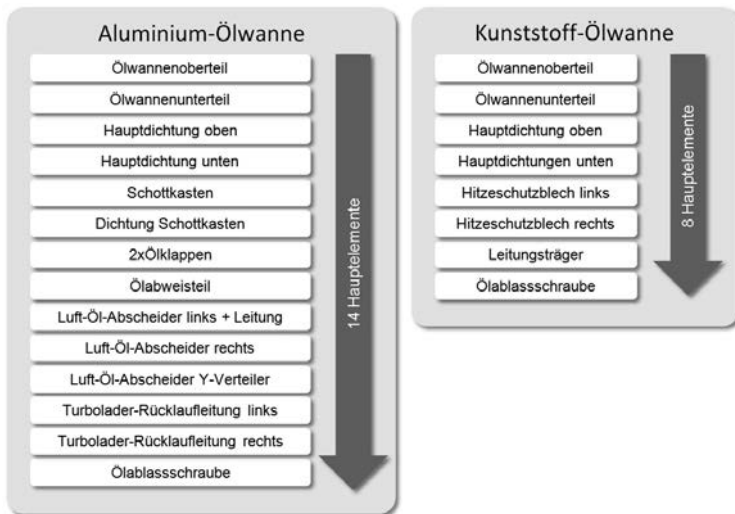 Aluminium-Ölwanne
Ölwannenoberteil
Ölwannenunterteil
Hauptdichtung oben
Hauptdichtung unten
Schottkasten
Dichtung Schottkasten
2xÖlklappen
Ölabweisteil
Luft-Öl-Abscheider links + Leitung
Luft-Öl-Abscheider rechts
Luft-Öl-Abscheider Y-Verteiler
Turbolader-Rücklaufleitung links
Turbolader-Rücklaufleitung rechts
Ölablassschraube
14 Hauptelemente
Kunststoff-Ölwanne
Ölwannenoberteil
Ölwannenunterteil
Hauptdichtung oben
Hauptdichtungen unten
Hitzeschutzblech links
Hitzeschutzblech rechts
Leitungsträger
Ölablassschraube
8 Hauptelemente